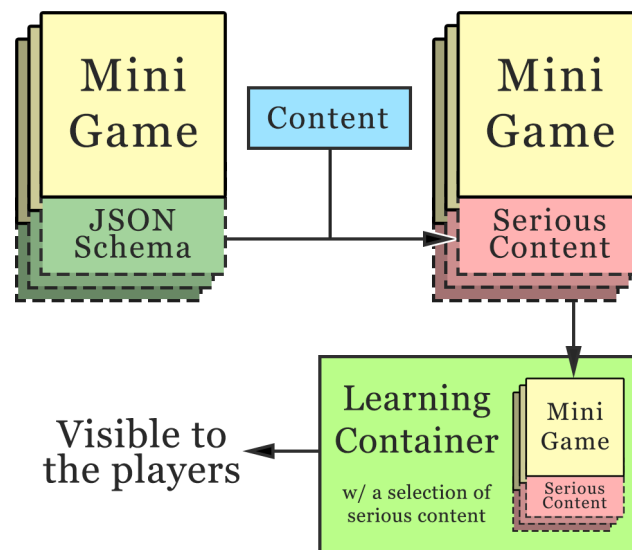 Mini
Game
JSON
Schema
Content
Mini
Game
Serious
Content
Learning
Container
w/ a selection of
serious content
Mini
Game
Serious
Content
Visible to
the players